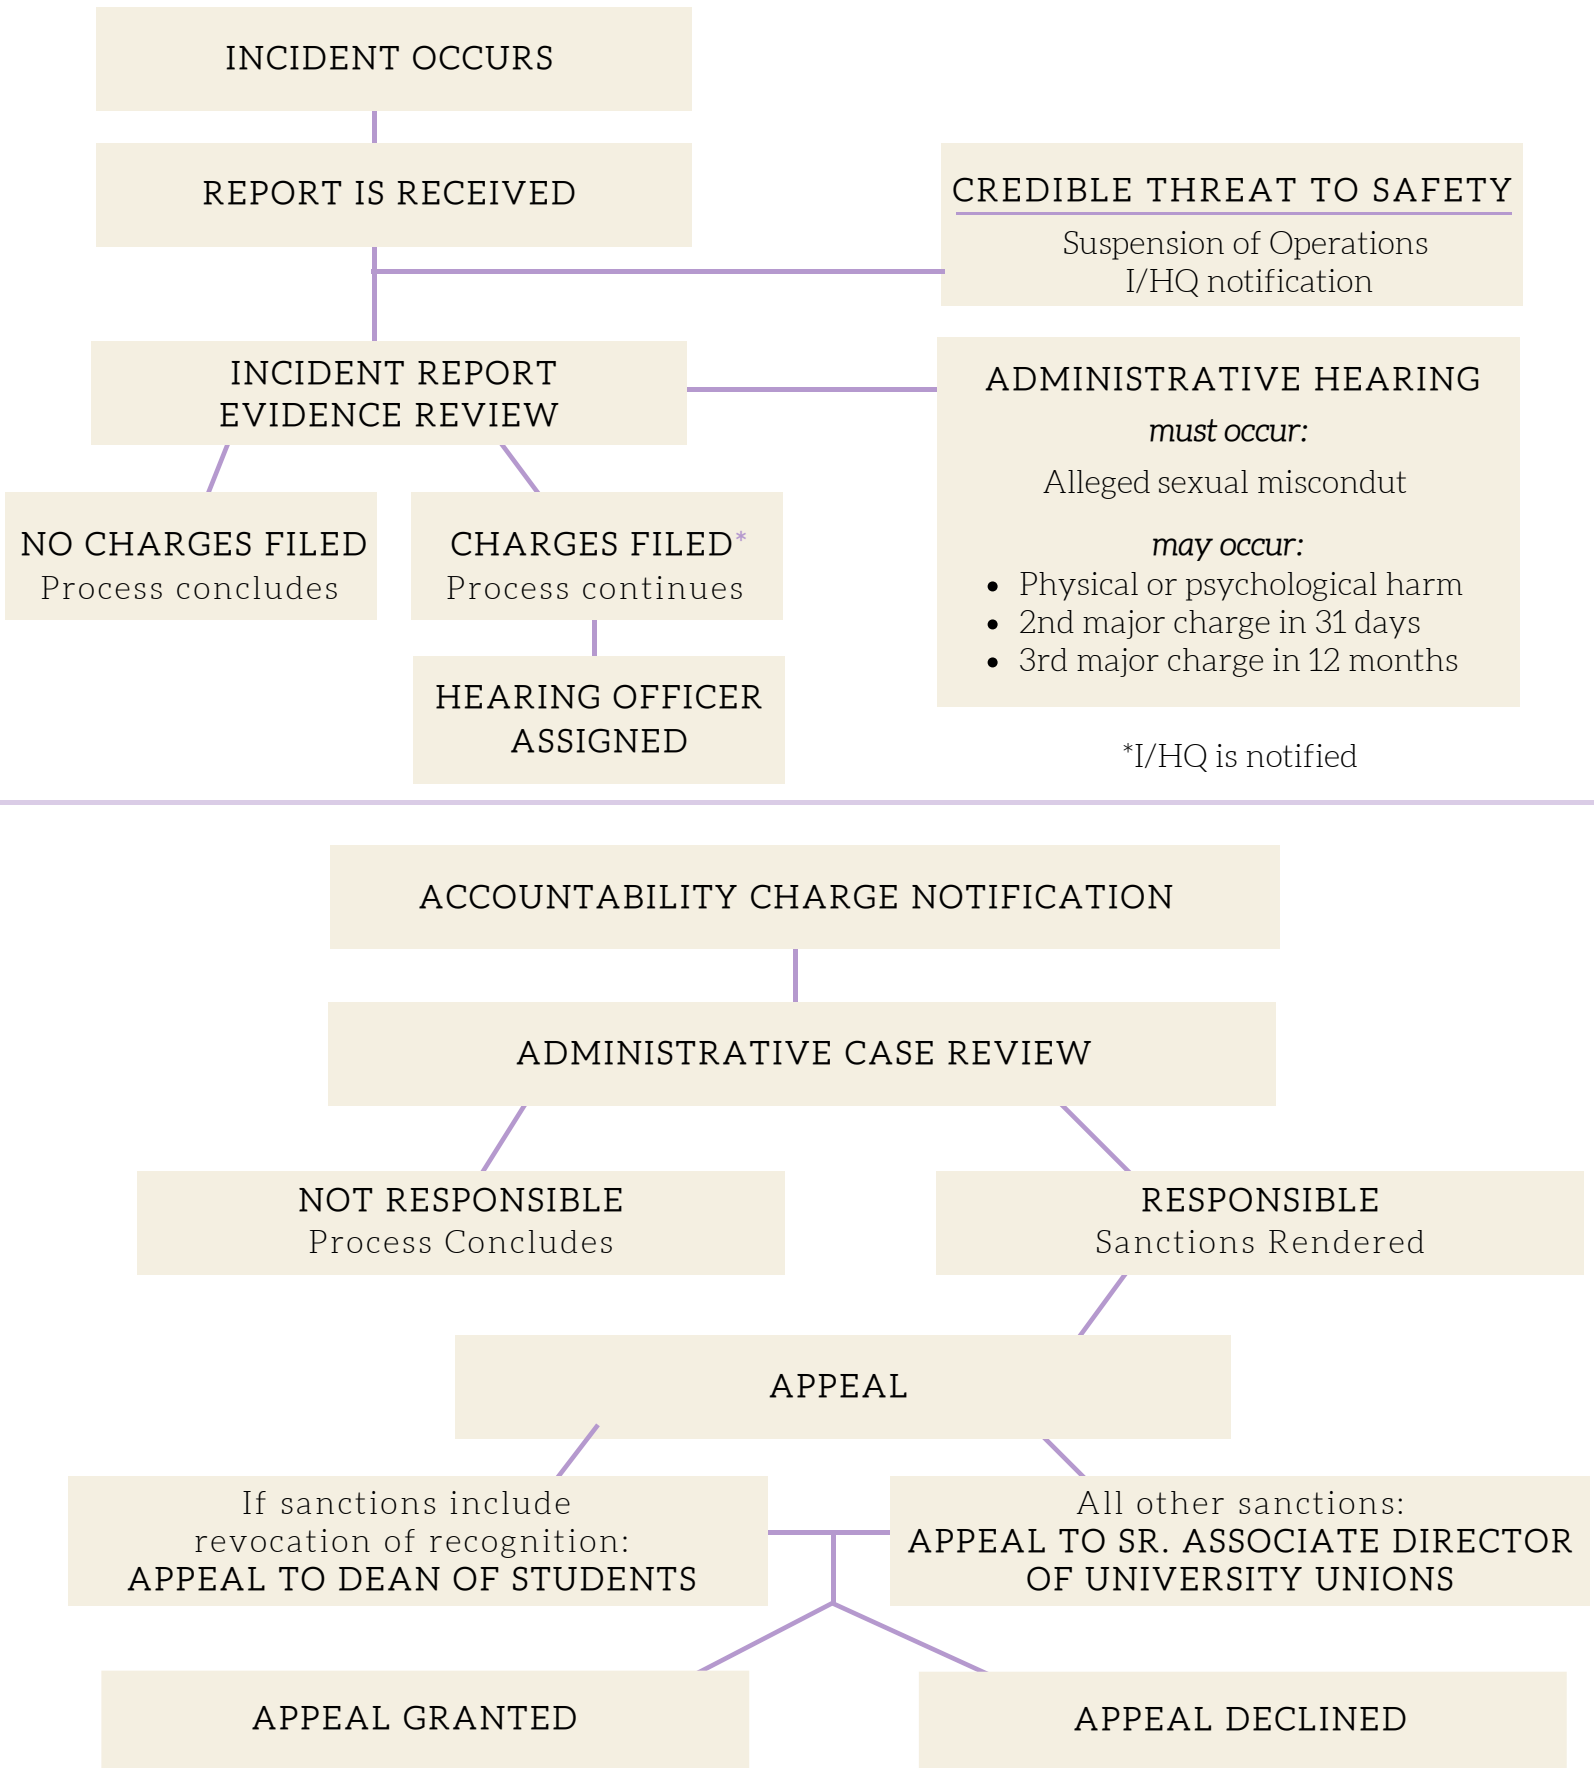 INCIDENT OCCURS
REPORT IS RECEIVED
CREDIBLE THREAT TO SAFETY
Suspension of Operations
I/HQ notification
INCIDENT REPORT
EVIDENCE REVIEW
ADMINISTRATIVE HEARING
must occur:
Alleged sexual miscondut
may occur:
• Physical or psychological harm
• 2nd major charge in 31 days
• 3rd major charge in 12 months
NO CHARGES FILED
Process concludes
CHARGES FILED*
Process continues
HEARING OFFICER
ASSIGNED
*I/HQ is notified
ACCOUNTABILITY CHARGE NOTIFICATION
ADMINISTRATIVE CASE REVIEW
NOT RESPONSIBLE
Process Concludes
RESPONSIBLE
Sanctions Rendered
APPEAL
If sanctions include
revocation of recognition:
APPEAL TO DEAN OF STUDENTS
All other sanctions:
APPEAL TO SR. ASSOCIATE DIRECTOR
OF UNIVERSITY UNIONS
APPEAL GRANTED
APPEAL DECLINED